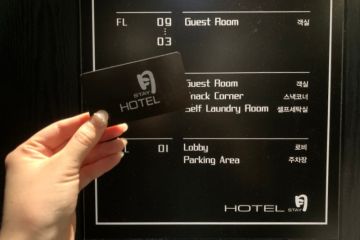 FL 09 Guest Room 객실
03
Guest Room 객실
Snack Corner 스낵코너
Self Laundry Room 셀프세탁실
FL 01 Lobby 로비
Parking Area 주차장
HOTEL STAY
STAY
HOTEL